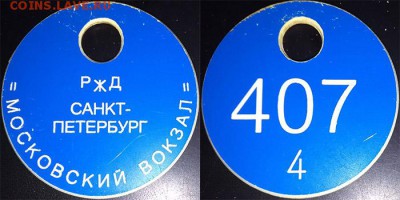 COINS.LAVE.RU
РЖД
САНКТ-
ПЕТЕРБУРГ
= МОСКОВСКИЙ ВОКЗАЛ =
407
4